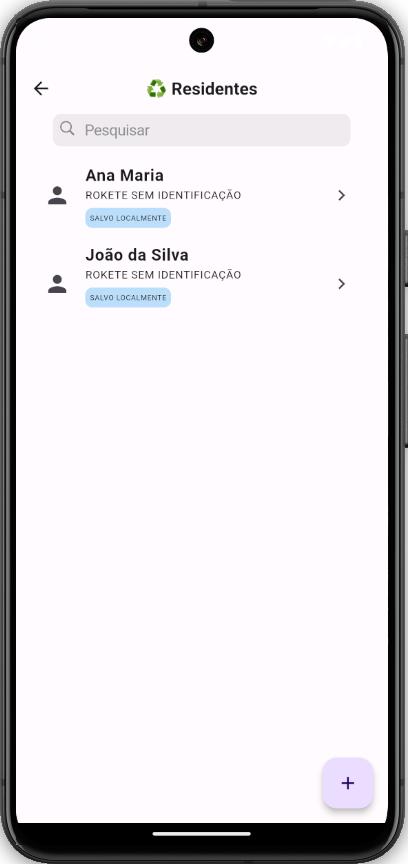 Residentes
Pesquisar
Ana Maria
ROKETE SEM IDENTIFICAÇÃO
SALVO LOCALMENTE
João da Silva
ROKETE SEM IDENTIFICAÇÃO
SALVO LOCALMENTE
+